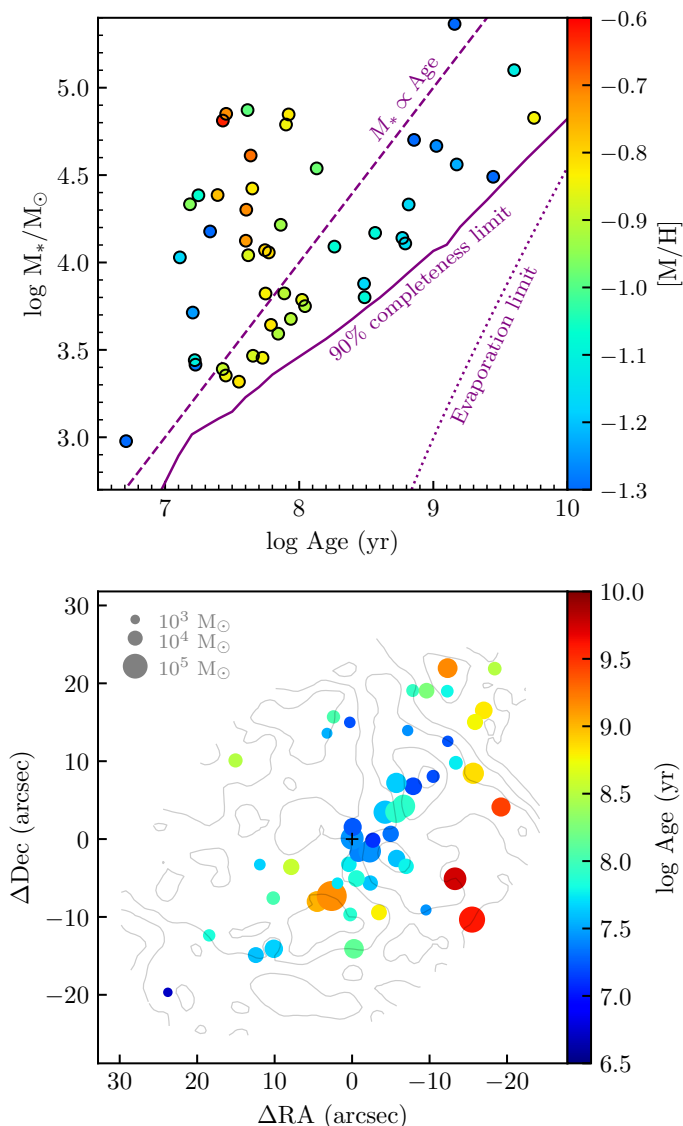 −0.6
5.0
M* ∝ Age
−0.7
−0.8
4.5
−0.9
log M*/M⊙
[M/H]
4.0
90% completeness limit
−1.0
−1.1
3.5
Evaporation limit
−1.2
3.0
−1.3
7 8 9 10
log Age (yr)
30
10³ M⊙
10⁴ M⊙
10⁵ M⊙
10.0
20
9.5
9.0
10
8.5
ΔDec (arcsec)
log Age (yr)
0
8.0
−10
7.5
7.0
−20
6.5
30 20 10 0 −10 −20
ΔRA (arcsec)